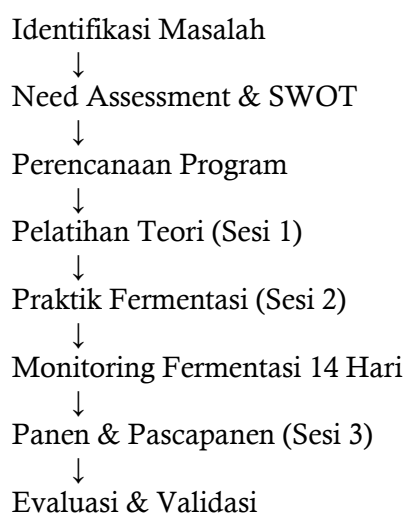 Identifikasi Masalah
↓
Need Assessment & SWOT
↓
Perencanaan Program
↓
Pelatihan Teori (Sesi 1)
↓
Praktik Fermentasi (Sesi 2)
↓
Monitoring Fermentasi 14 Hari
↓
Panen & Pascapanen (Sesi 3)
↓
Evaluasi & Validasi